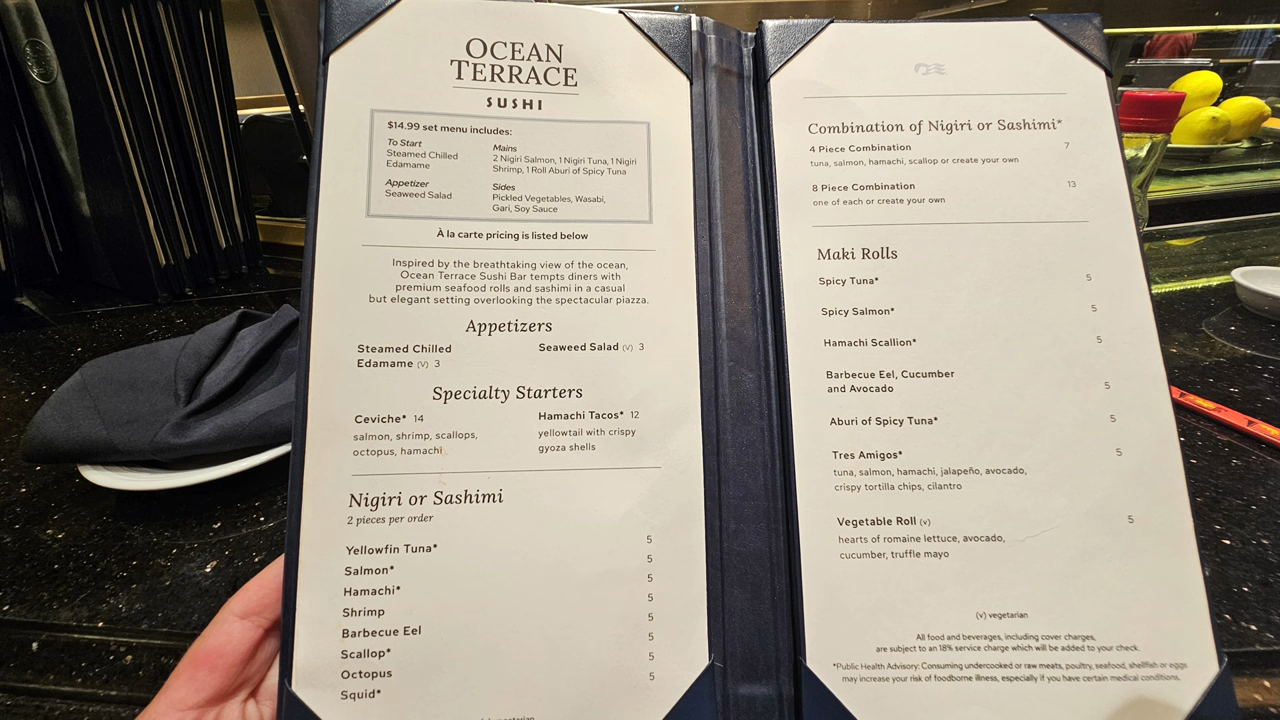 OCEAN
TERRACE
SUSHI
$14.99 set menu includes:
To Start
Steamed Chilled
Edamame
Appetizer
Seaweed Salad
Mains
2 Nigiri Salmon, 1 Nigiri Tuna, 1 Nigiri
Shrimp, 1 Roll Aburi of Spicy Tuna
Sides
Pickled Vegetables, Wasabi,
Gari, Soy Sauce
À la carte pricing is listed below
Inspired by the breathtaking view of the ocean,
Ocean Terrace Sushi Bar tempts diners with
premium seafood rolls and sashimi in a casual
but elegant setting overlooking the spectacular piazza.
Appetizers
Steamed Chilled
Edamame (V) 3
Seaweed Salad (V) 3
Specialty Starters
Ceviche* 14
salmon, shrimp, scallops,
octopus, hamachi
Hamachi Tacos* 12
yellowtail with crispy
gyoza shells
Nigiri or Sashimi
2 pieces per order
Yellowfin Tuna* 5
Salmon* 5
Hamachi* 5
Shrimp 5
Barbecue Eel 5
Scallop* 5
Octopus 5
Squid* 5
Combination of Nigiri or Sashimi*
4 Piece Combination 7
tuna, salmon, hamachi, scallop or create your own
8 Piece Combination 13
one of each or create your own
Maki Rolls
Spicy Tuna* 5
Spicy Salmon* 5
Hamachi Scallion* 5
Barbecue Eel, Cucumber
and Avocado 5
Aburi of Spicy Tuna* 5
Tres Amigos* 5
tuna, salmon, hamachi, jalapeño, avocado,
crispy tortilla chips, cilantro
Vegetable Roll (v) 5
hearts of romaine lettuce, avocado,
cucumber, truffle mayo
(v) vegetarian
All food and beverages, including cover charges,
are subject to an 18% service charge which will be added to your check.
*Public Health Advisory: Consuming undercooked or raw meats, poultry, seafood, shellfish or eggs
may increase your risk of foodborne illness, especially if you have certain medical conditions.